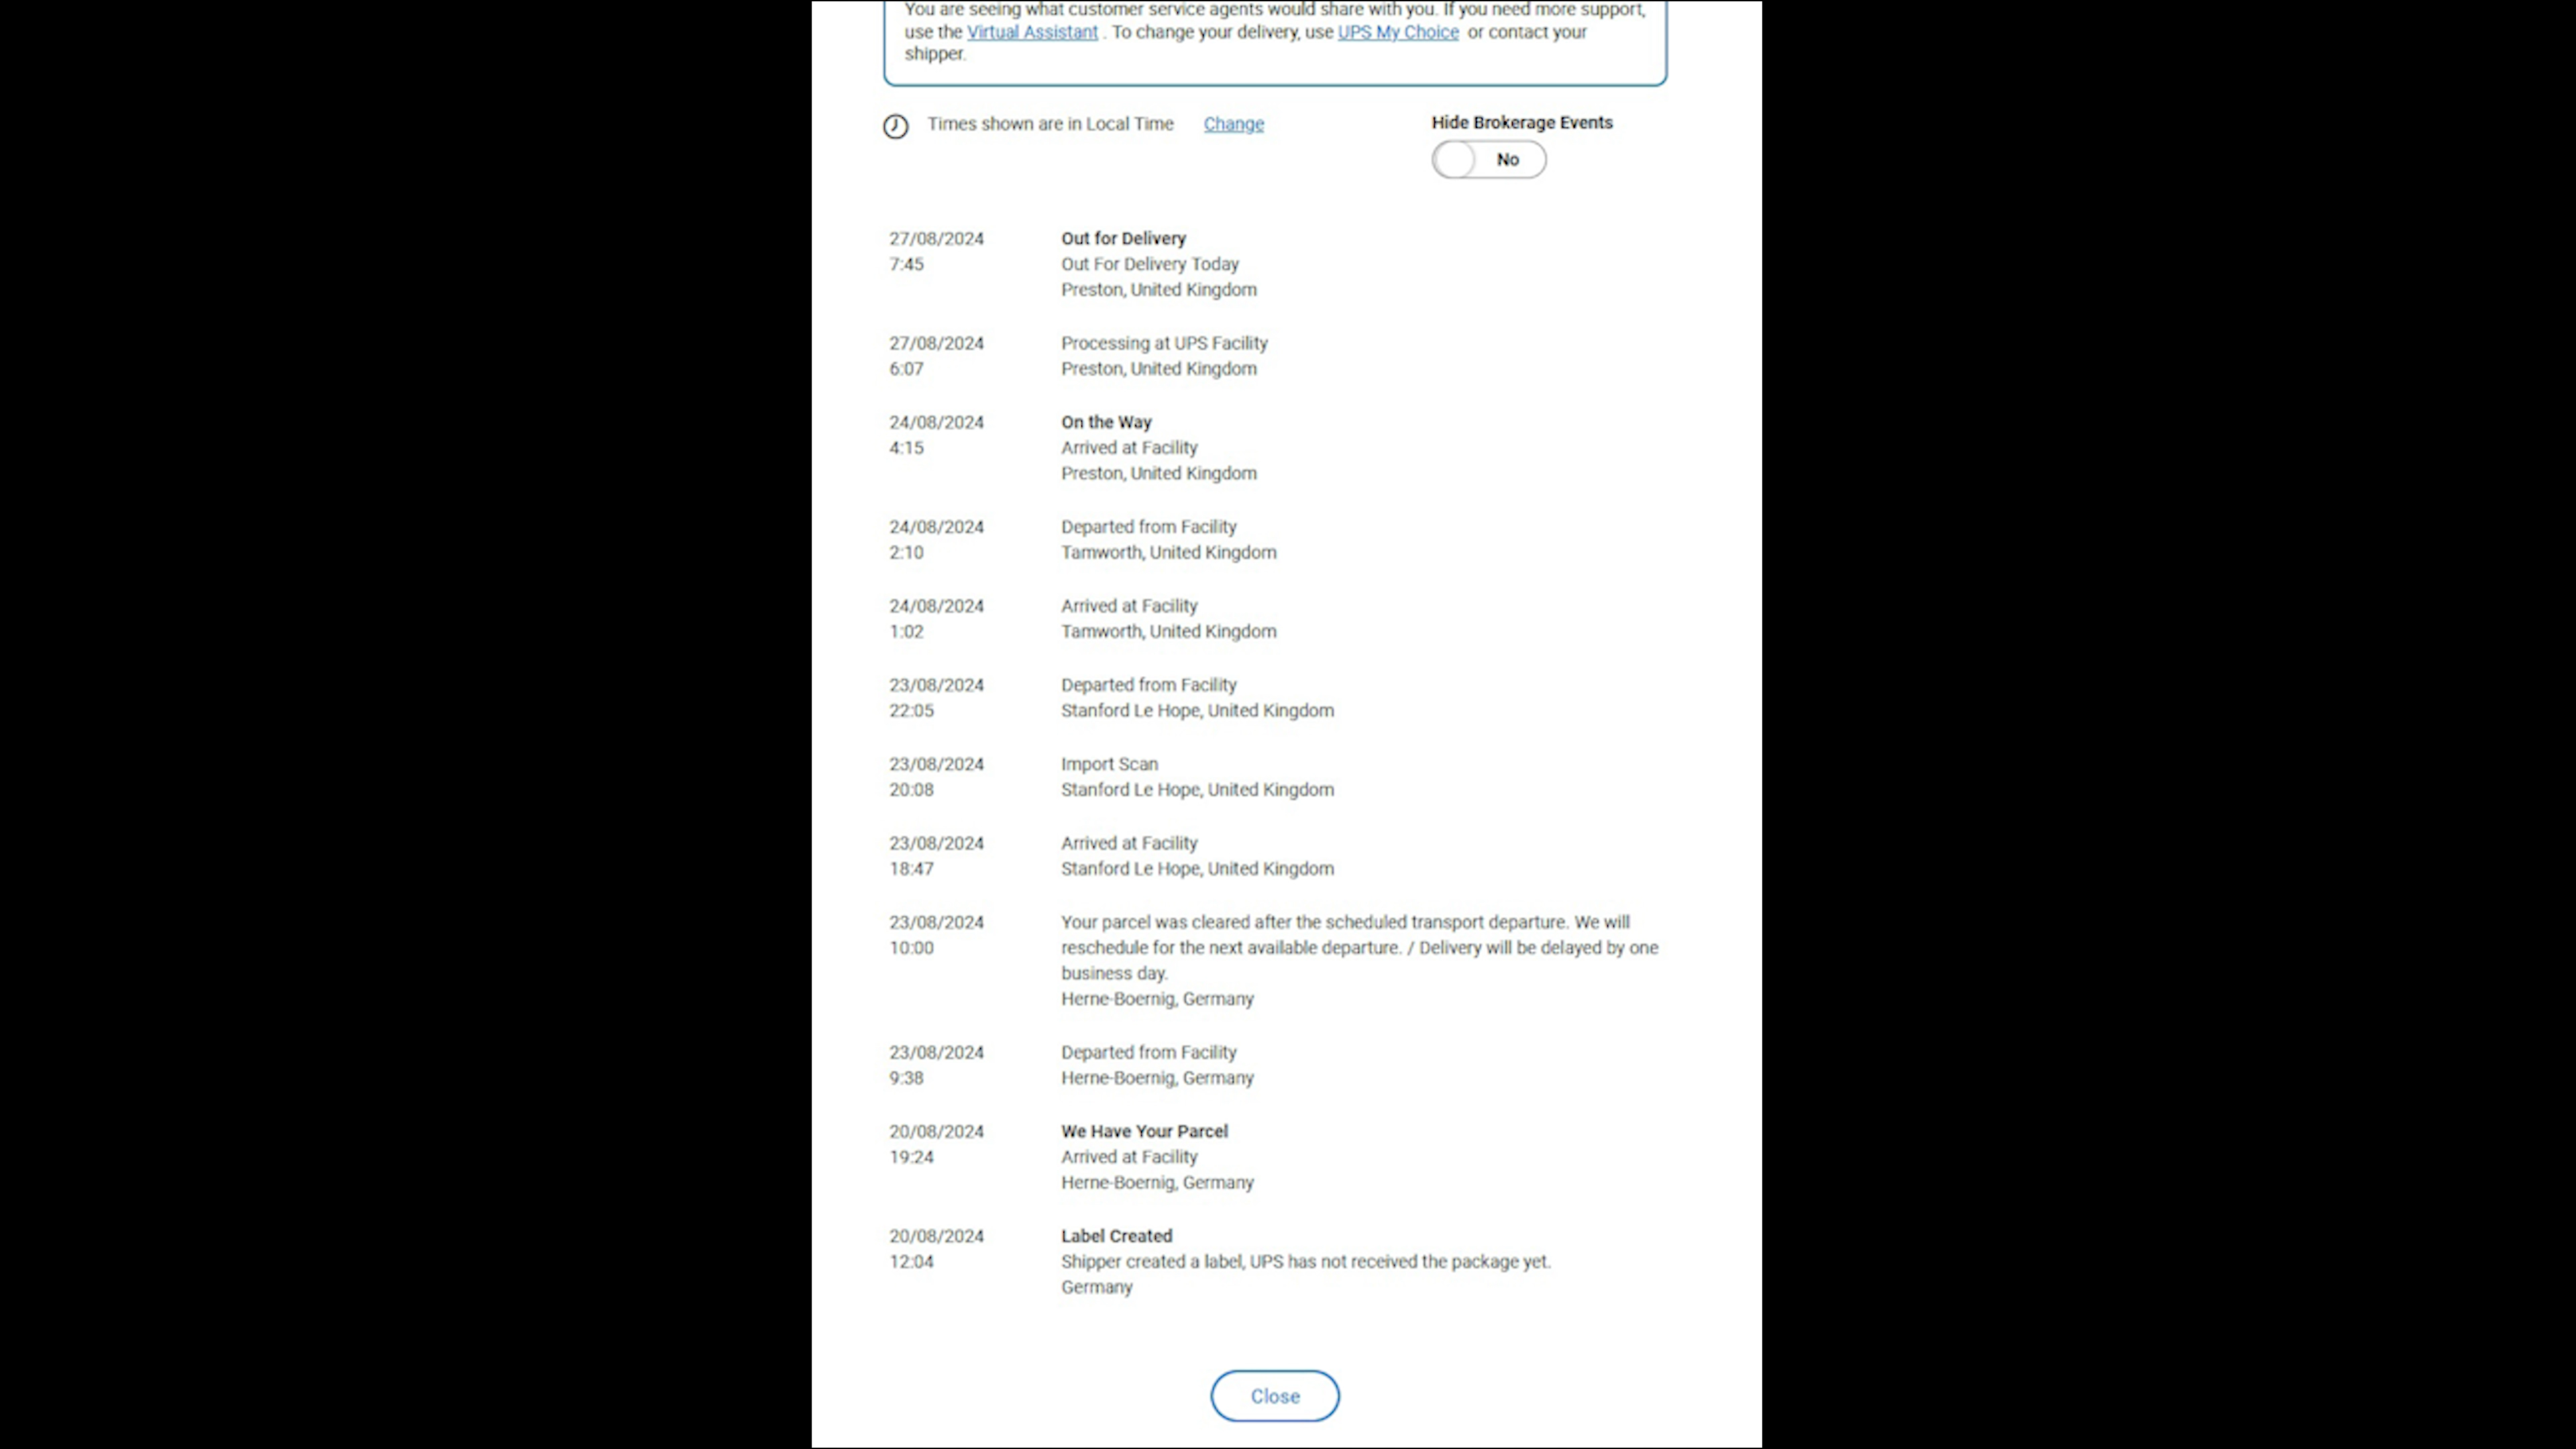 You are seeing what customer service agents would share with you. If you need more support,
use the Virtual Assistant . To change your delivery, use UPS My Choice or contact your
shipper.
Times shown are in Local Time Change
Hide Brokerage Events
No
27/08/2024
7:45
Out for Delivery
Out For Delivery Today
Preston, United Kingdom
27/08/2024
6:07
Processing at UPS Facility
Preston, United Kingdom
24/08/2024
4:15
On the Way
Arrived at Facility
Preston, United Kingdom
24/08/2024
2:10
Departed from Facility
Tamworth, United Kingdom
24/08/2024
1:02
Arrived at Facility
Tamworth, United Kingdom
23/08/2024
22:05
Departed from Facility
Stanford Le Hope, United Kingdom
23/08/2024
20:08
Import Scan
Stanford Le Hope, United Kingdom
23/08/2024
18:47
Arrived at Facility
Stanford Le Hope, United Kingdom
23/08/2024
10:00
Your parcel was cleared after the scheduled transport departure. We will
reschedule for the next available departure. / Delivery will be delayed by one
business day.
Herne-Boernig, Germany
23/08/2024
9:38
Departed from Facility
Herne-Boernig, Germany
20/08/2024
19:24
We Have Your Parcel
Arrived at Facility
Herne-Boernig, Germany
20/08/2024
12:04
Label Created
Shipper created a label, UPS has not received the package yet.
Germany
Close